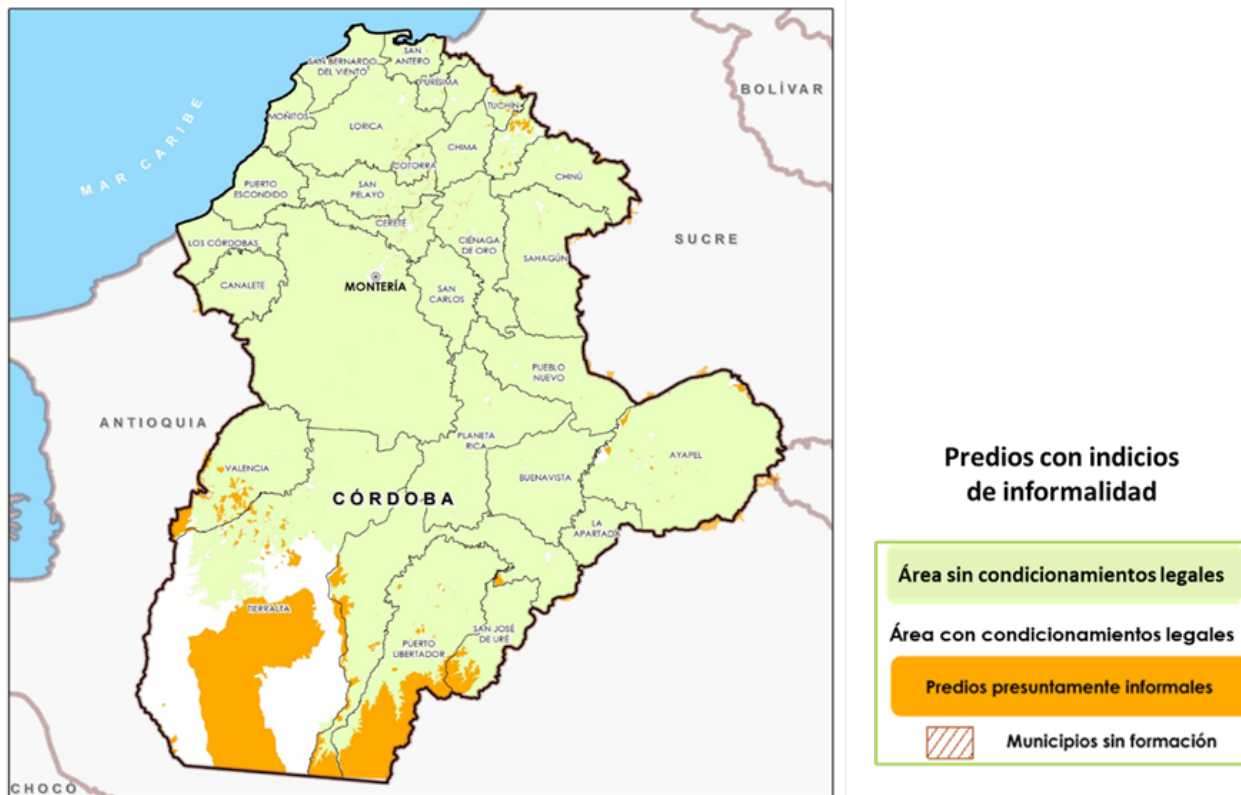 MAR CARIBE
BOLÍVAR
SUCRE
ANTIOQUIA
CHOCÓ
SAN BERNARDO
DEL VIENTO
SAN
ANTERO
PURÍSIMA
TUCHÍN
MOÑITOS
LORICA
CHIMA
COTORRA
CHINÚ
PUERTO
ESCONDIDO
SAN
PELAYO
CERETÉ
CIÉNAGA
DE ORO
SAHAGÚN
LOS CÓRDOBAS
CANALETE
MONTERÍA
SAN
CARLOS
PUEBLO
NUEVO
PLANETA
RICA
AYAPEL
VALENCIA
BUENAVISTA
CÓRDOBA
LA
APARTADA
TIERRALTA
PUERTO
LIBERTADOR
SAN JOSÉ
DE URÉ
Predios con indicios
de informalidad
Área sin condicionamientos legales
Área con condicionamientos legales
Predios presuntamente informales
Municipios sin formación